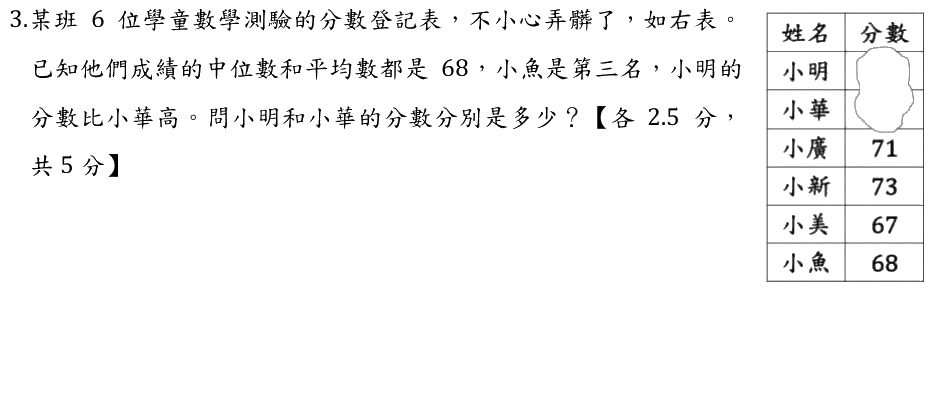 3.某班 6 位學童數學測驗的分數登記表，不小心弄髒了，如右表。
已知他們成績的中位數和平均數都是 68，小魚是第三名，小明的
分數比小華高。問小明和小華的分數分別是多少？【各 2.5 分，
共 5 分】
姓名 分數
小明
小華
小廣 71
小新 73
小美 67
小魚 68